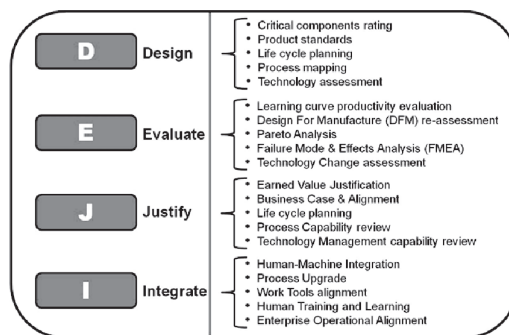 D
Design
Critical components rating
Product standards
Life cycle planning
Process mapping
Technology assessment
E
Evaluate
Learning curve productivity evaluation
Design For Manufacture (DFM) re-assessment
Pareto Analysis
Failure Mode & Effects Analysis (FMEA)
Technology Change assessment
J
Justify
Earned Value Justification
Business Case & Alignment
Life cycle planning
Process Capability review
Technology Management capability review
I
Integrate
Human-Machine Integration
Process Upgrade
Work Tools alignment
Human Training and Learning
Enterprise Operational Alignment